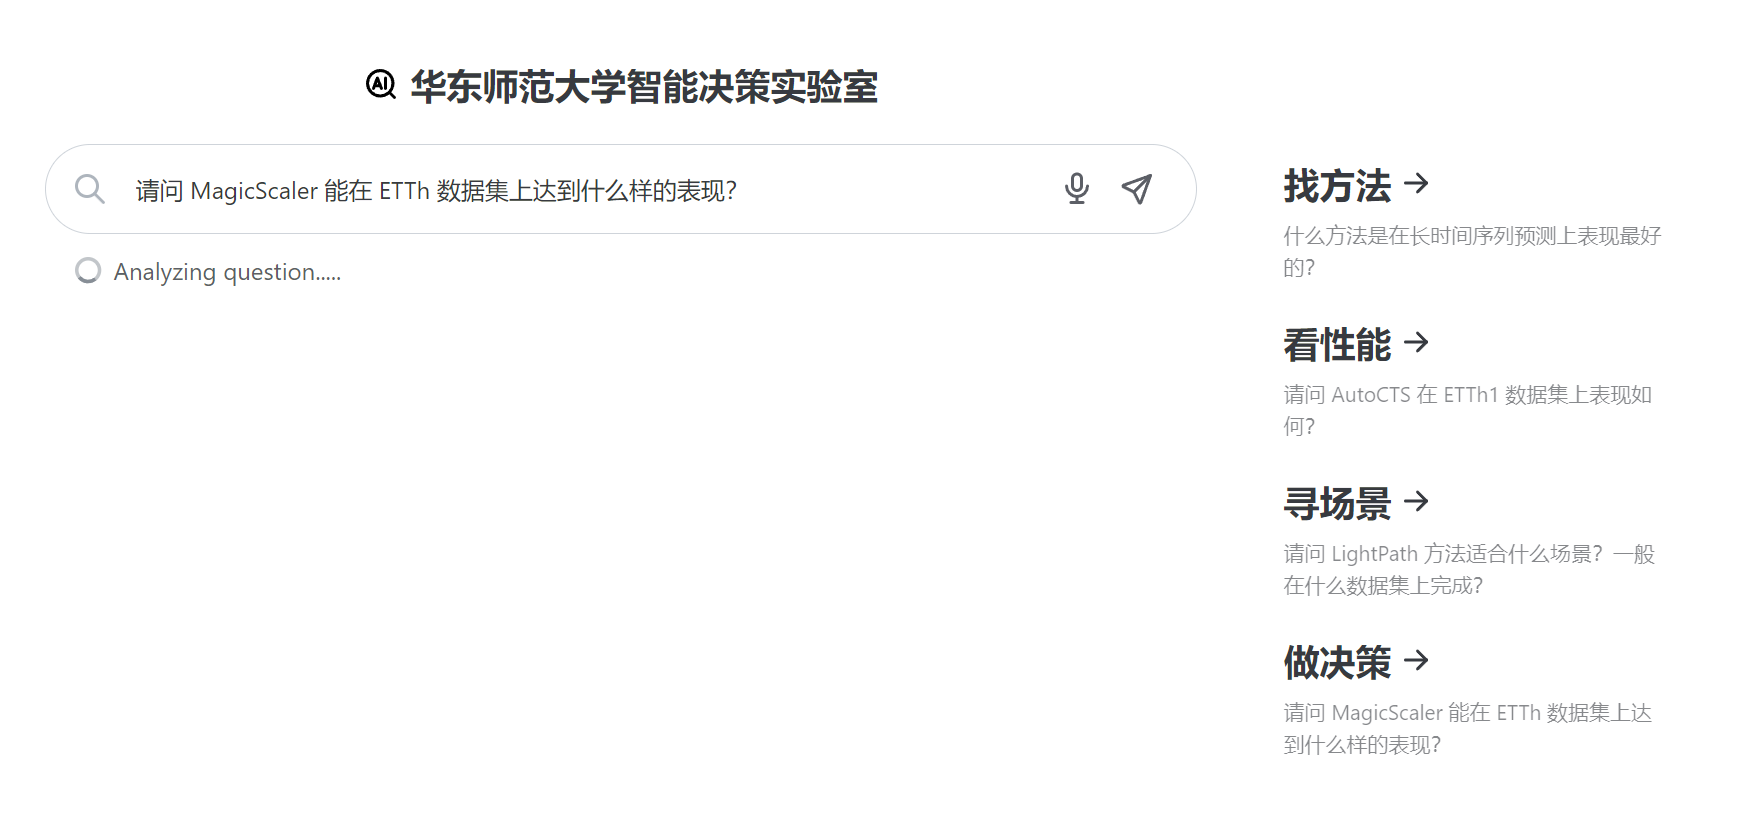 AI 华东师范大学智能决策实验室
请问 MagicScaler 能在 ETTh 数据集上达到什么样的表现?
Analyzing question.....
找方法 →
什么方法是在长时间序列预测上表现最好
的?
看性能 →
请问 AutoCTS 在 ETTh1 数据集上表现如
何?
寻场景 →
请问 LightPath 方法适合什么场景? 一般
在什么数据集上完成?
做决策 →
请问 MagicScaler 能在 ETTh 数据集上达
到什么样的表现?